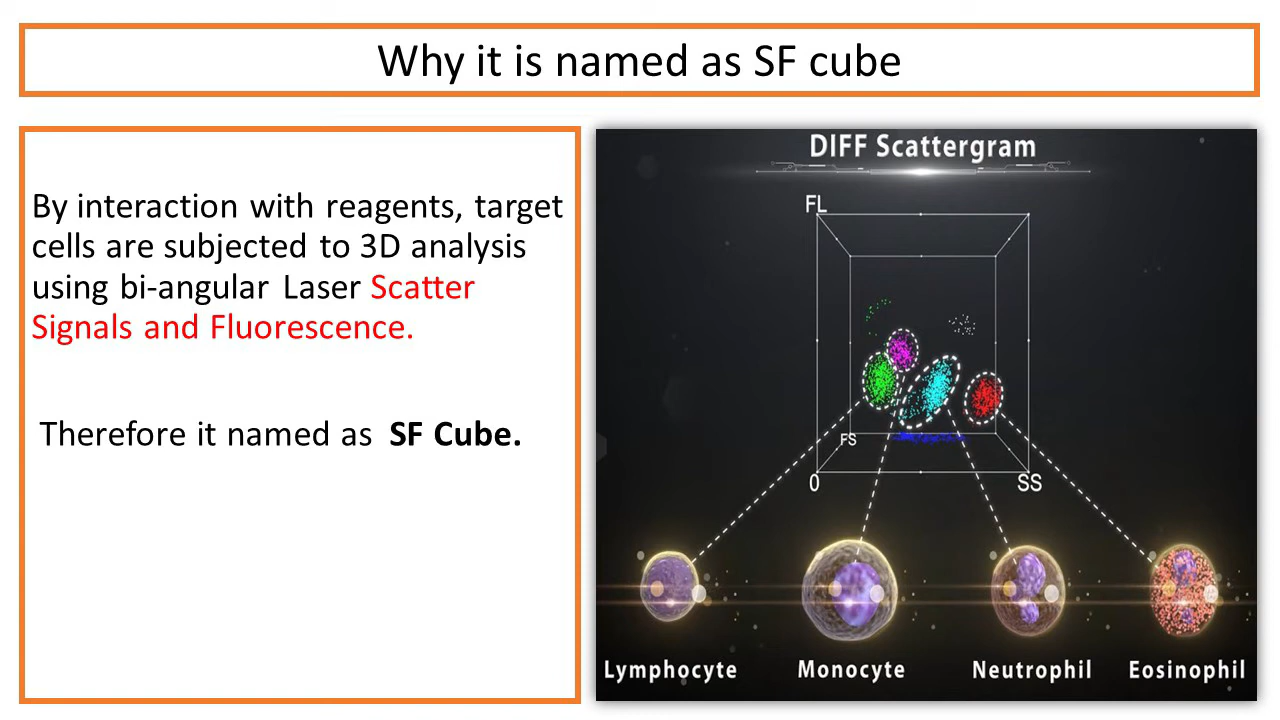 Why it is named as SF cube
By interaction with reagents, target
cells are subjected to 3D analysis
using bi-angular Laser Scatter
Signals and Fluorescence.
Therefore it named as SF Cube.
DIFF Scattergram
FL
FS
0
SS
Lymphocyte
Monocyte
Neutrophil
Eosinophil